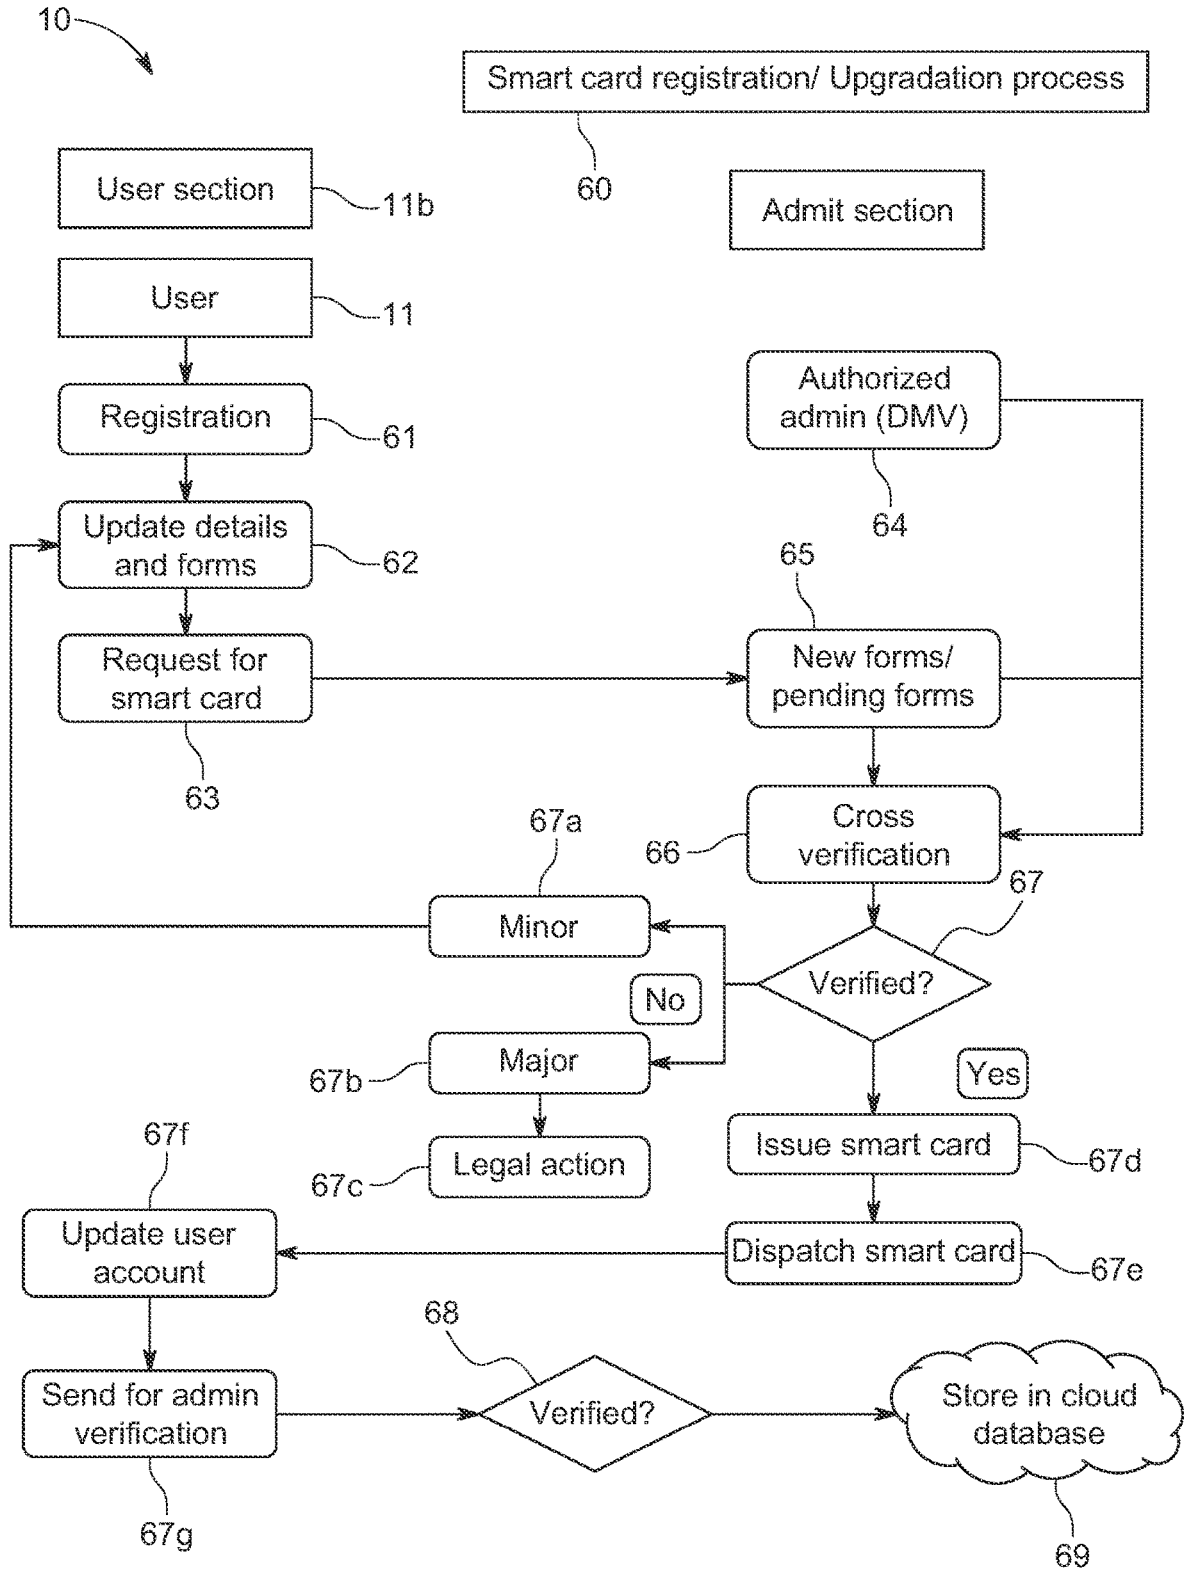 10
Smart card registration/ Upgradation process
60
User section
11b
Admit section
User
11
Authorized
admin (DMV)
64
Registration
61
Update details
and forms
62
65
Request for
smart card
63
New forms/
pending forms
67a
Cross
verification
66
67
Minor
Verified?
No
Major
67b
Yes
67f
Legal action
67c
Issue smart card
67d
Update user
account
Dispatch smart card
67e
68
Send for admin
verification
67g
Verified?
Store in cloud
database
69